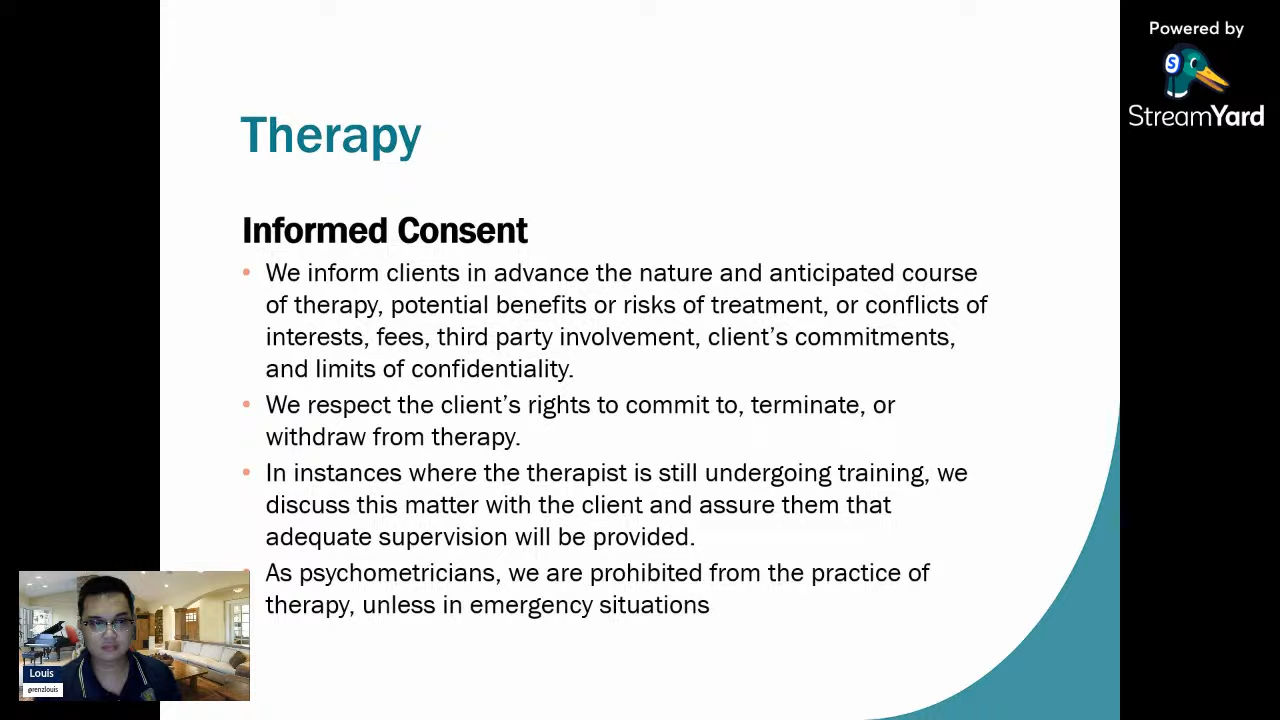 Powered by
StreamYard
Therapy
Informed Consent
• We inform clients in advance the nature and anticipated course
of therapy, potential benefits or risks of treatment, or conflicts of
interests, fees, third party involvement, client's commitments,
and limits of confidentiality.
• We respect the client's rights to commit to, terminate, or
withdraw from therapy.
• In instances where the therapist is still undergoing training, we
discuss this matter with the client and assure them that
adequate supervision will be provided.
As psychometricians, we are prohibited from the practice of
therapy, unless in emergency situations
Louis
@renzlouis